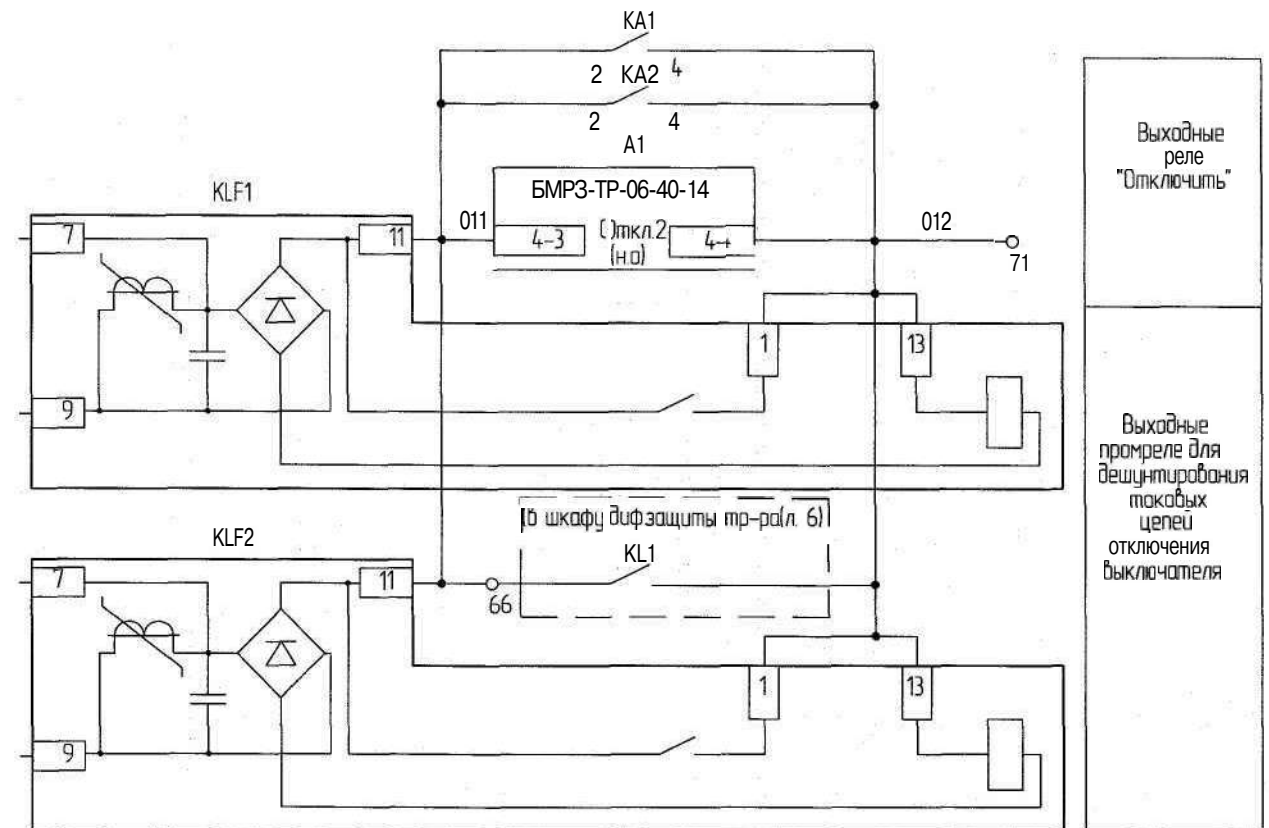 KA1
2 KA2 4
2 4
A1
БМРЗ-ТР-06-40-14
KLF1
7
11
011
4-3
( )ткл.2
(н.о)
4-4
012
71
1
13
9
Выходные
реле
"Отключить"
Выходные
промреле для
дешунтирования
токовых
цепей
отключения
выключателя
шкафу дифзащиты тр-ра(л. 6)
KLF2
KL1
7
11
66
1
13
9